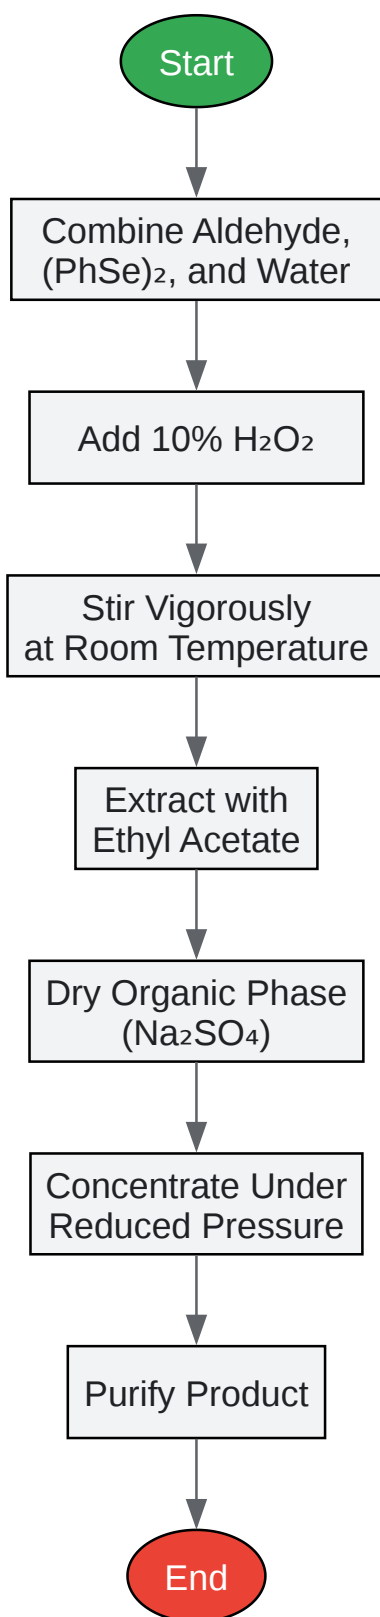 Start
Combine Aldehyde,
(PhSe)₂, and Water
Add 10% H₂O₂
Stir Vigorously
at Room Temperature
Extract with
Ethyl Acetate
Dry Organic Phase
(Na₂SO₄)
Concentrate Under
Reduced Pressure
Purify Product
End